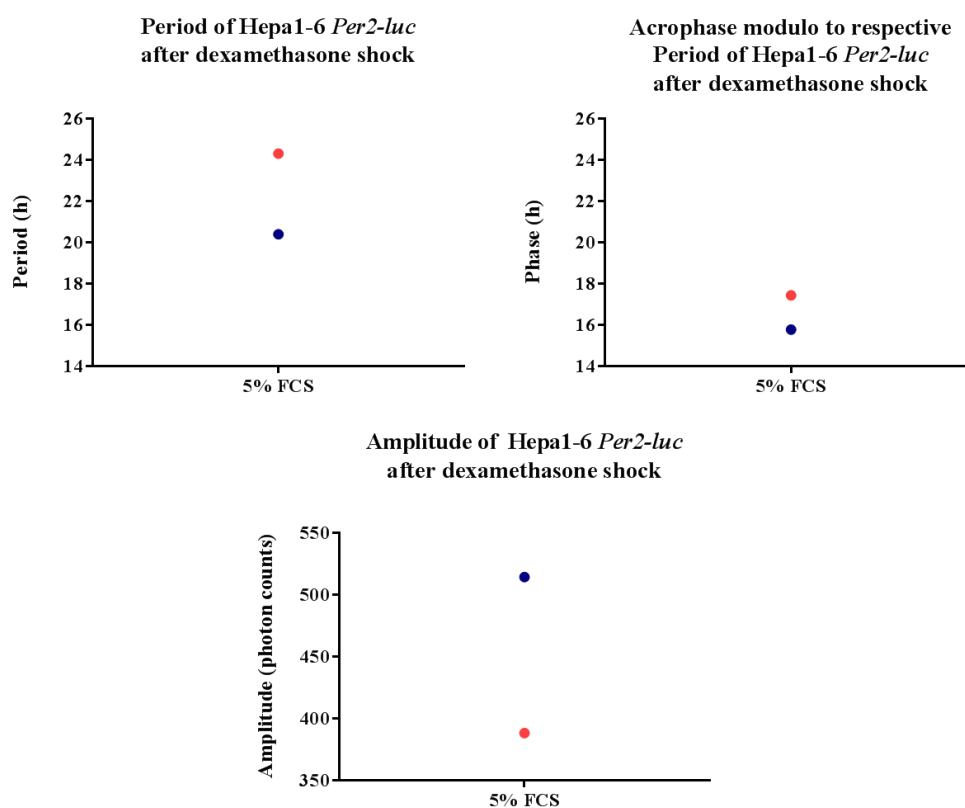 Period of Hepa1-6 Per2-luc
after dexamethasone shock
26
24
22
20
18
16
14
Period (h)
5% FCS
Acrophase modulo to respective
Period of Hepa1-6 Per2-luc
after dexamethasone shock
26
24
22
20
18
16
14
Phase (h)
5% FCS
Amplitude of Hepa1-6 Per2-luc
after dexamethasone shock
550
500
450
400
350
Amplitude (photon counts)
5% FCS